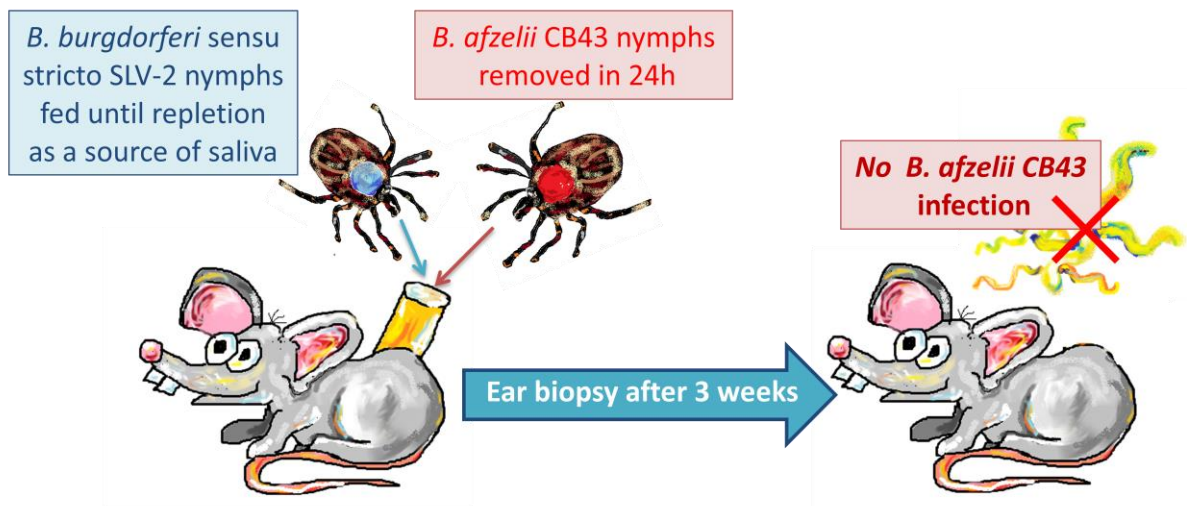 B. burgdorferi sensu
stricto SLV-2 nymphs
fed until repletion
as a source of saliva
B. afzelii CB43 nymphs
removed in 24h
No B. afzelii CB43
infection
Ear biopsy after 3 weeks